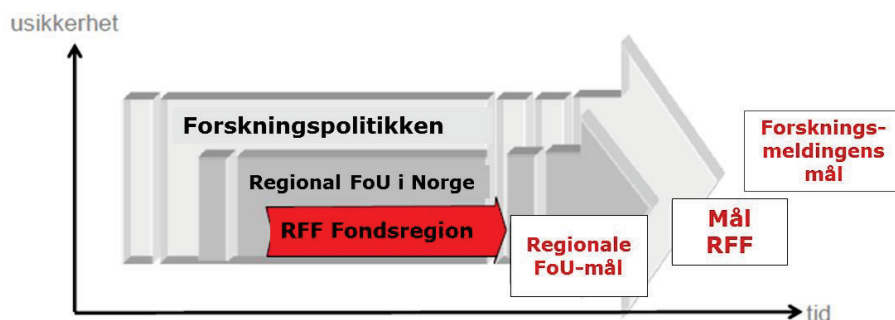 usikkerhet
Forskningspolitikken
Regional FoU i Norge
RFF Fondsregion
Regionale
FoU-mål
Mål
RFF
Forsknings-
meldingens
mål
tid